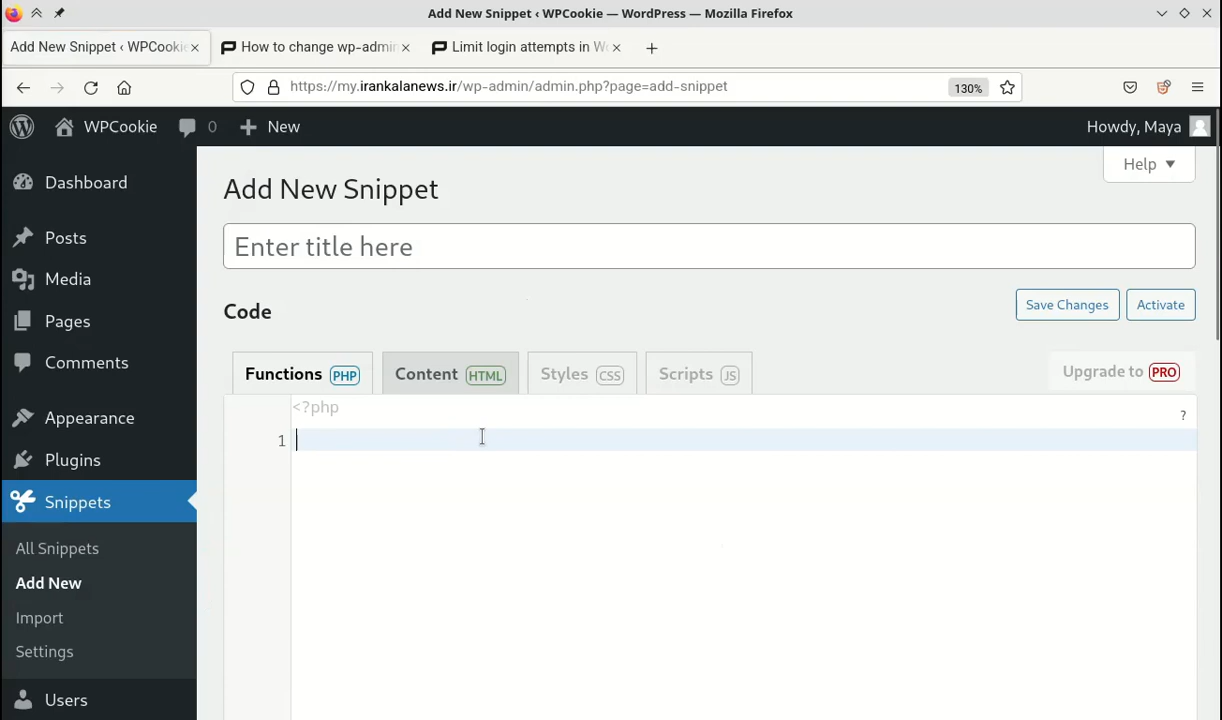 Add New Snippet ‹ WPCookie — WordPress — Mozilla Firefox
Add New Snippet ‹ WPCookie
How to change wp-admin
Limit login attempts in
https://my.irankalanews.ir/wp-admin/admin.php?page=add-snippet
130%
WPCookie
0
New
Howdy, Maya
Help
Dashboard
Posts
Media
Pages
Comments
Appearance
Plugins
Snippets
All Snippets
Add New
Import
Settings
Users
Add New Snippet
Enter title here
Code
Save Changes
Activate
Functions PHP
Content HTML
Styles CSS
Scripts JS
Upgrade to PRO
<?php
?
1